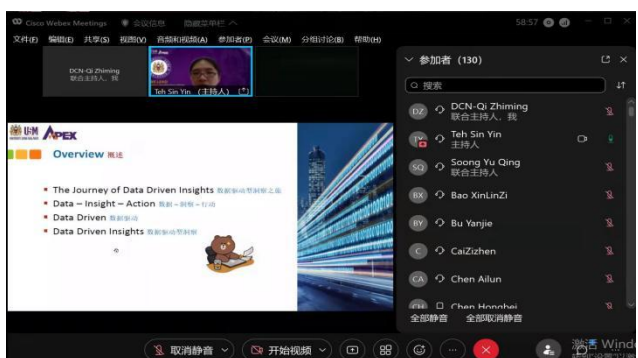 Cisco Webex Meetings 会议信息 隐藏菜单栏 58:57
文件(F) 编辑(E) 共享(S) 视图(V) 音频和视频(A) 参加者(P) 会议(M) 分组讨论(B) 帮助(H)
DCN-Qi Zhiming
联合主持人、我
Teh Sin Yin (主持人)
USM APEX
Overview 概述
The Journey of Data Driven Insights 数据驱动型洞察之旅
Data – Insight – Action 数据 – 洞察 – 行动
Data Driven 数据驱动
Data Driven Insights 数据驱动型洞察
参加者 (130)
搜索
DZ DCN-Qi Zhiming
联合主持人、我
Teh Sin Yin
主持人
SQ Soong Yu Qing
联合主持人
BX Bao XinLinZi
BY Bu Yanjie
C CaiZizhen
CA Chen Ailun
CH Chen Hongbei
全部静音 全部取消静音
取消静音 开始视频
激活 Wind